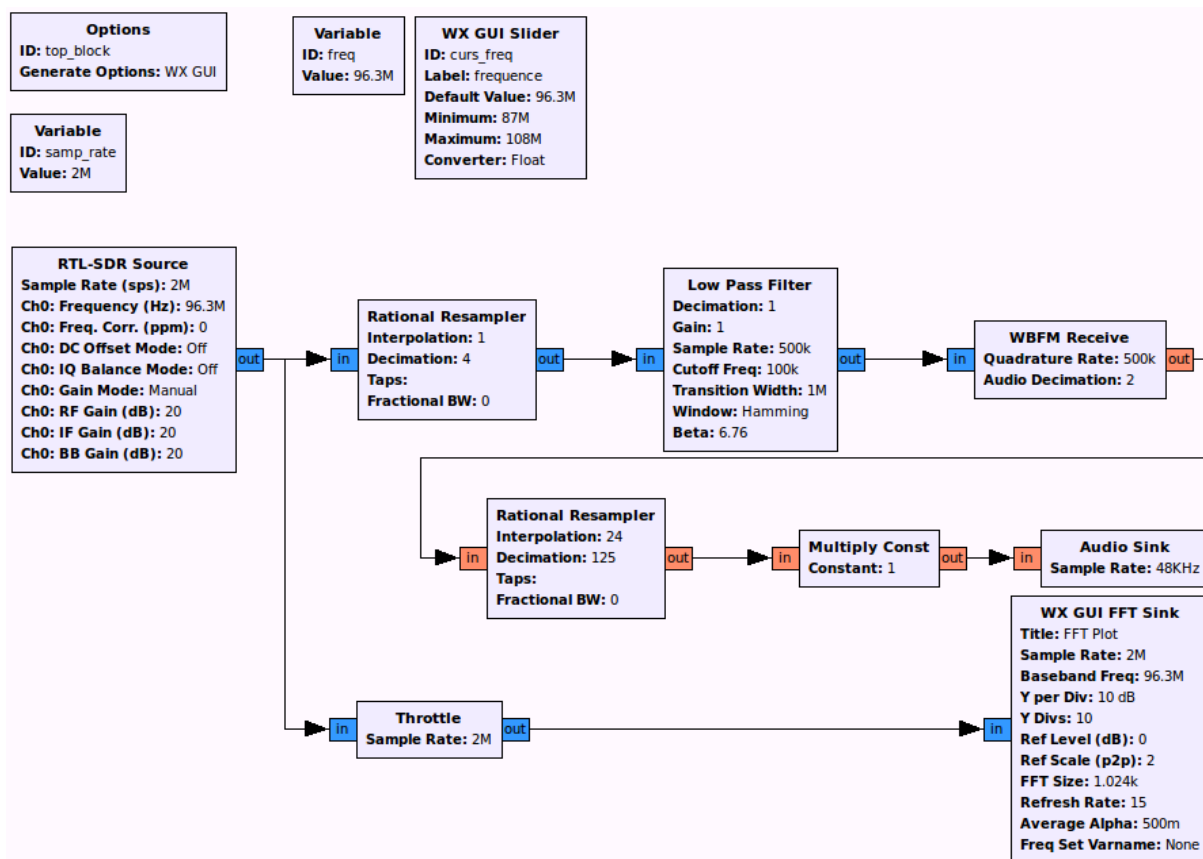 Options
ID: top_block
Generate Options: WX GUI
Variable
ID: freq
Value: 96.3M
WX GUI Slider
ID: curs_freq
Label: frequence
Default Value: 96.3M
Minimum: 87M
Maximum: 108M
Converter: Float
Variable
ID: samp_rate
Value: 2M
RTL-SDR Source
Sample Rate (sps): 2M
Ch0: Frequency (Hz): 96.3M
Ch0: Freq. Corr. (ppm): 0
Ch0: DC Offset Mode: Off
Ch0: IQ Balance Mode: Off
Ch0: Gain Mode: Manual
Ch0: RF Gain (dB): 20
Ch0: IF Gain (dB): 20
Ch0: BB Gain (dB): 20
out
in
Rational Resampler
Interpolation: 1
Decimation: 4
Taps:
Fractional BW: 0
out
in
Low Pass Filter
Decimation: 1
Gain: 1
Sample Rate: 500k
Cutoff Freq: 100k
Transition Width: 1M
Window: Hamming
Beta: 6.76
out
in
WBFM Receive
Quadrature Rate: 500k
Audio Decimation: 2
out
in
Rational Resampler
Interpolation: 24
Decimation: 125
Taps:
Fractional BW: 0
out
in
Multiply Const
Constant: 1
out
in
Audio Sink
Sample Rate: 48KHz
in
Throttle
Sample Rate: 2M
out
in
WX GUI FFT Sink
Title: FFT Plot
Sample Rate: 2M
Baseband Freq: 96.3M
Y per Div: 10 dB
Y Divs: 10
Ref Level (dB): 0
Ref Scale (p2p): 2
FFT Size: 1.024k
Refresh Rate: 15
Average Alpha: 500m
Freq Set Varname: None